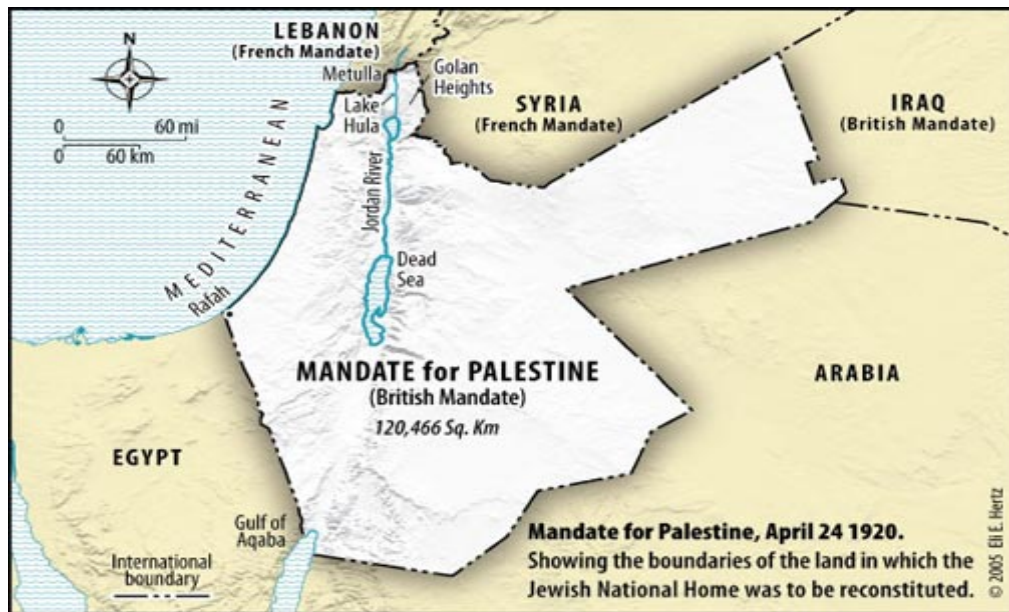 LEBANON
(French Mandate)
N
Metulla
Golan
Heights
Lake
Hula
SYRIA
(French Mandate)
IRAQ
(British Mandate)
0 60 mi
0 60 km
MEDITERRANEAN
Jordan River
Dead
Sea
Rafah
MANDATE for PALESTINE
(British Mandate)
120,466 Sq. Km
ARABIA
EGYPT
Gulf of
Aqaba
International
boundary
Mandate for Palestine, April 24 1920.
Showing the boundaries of the land in which the
Jewish National Home was to be reconstituted.
© 2005 Eli E. Hertz